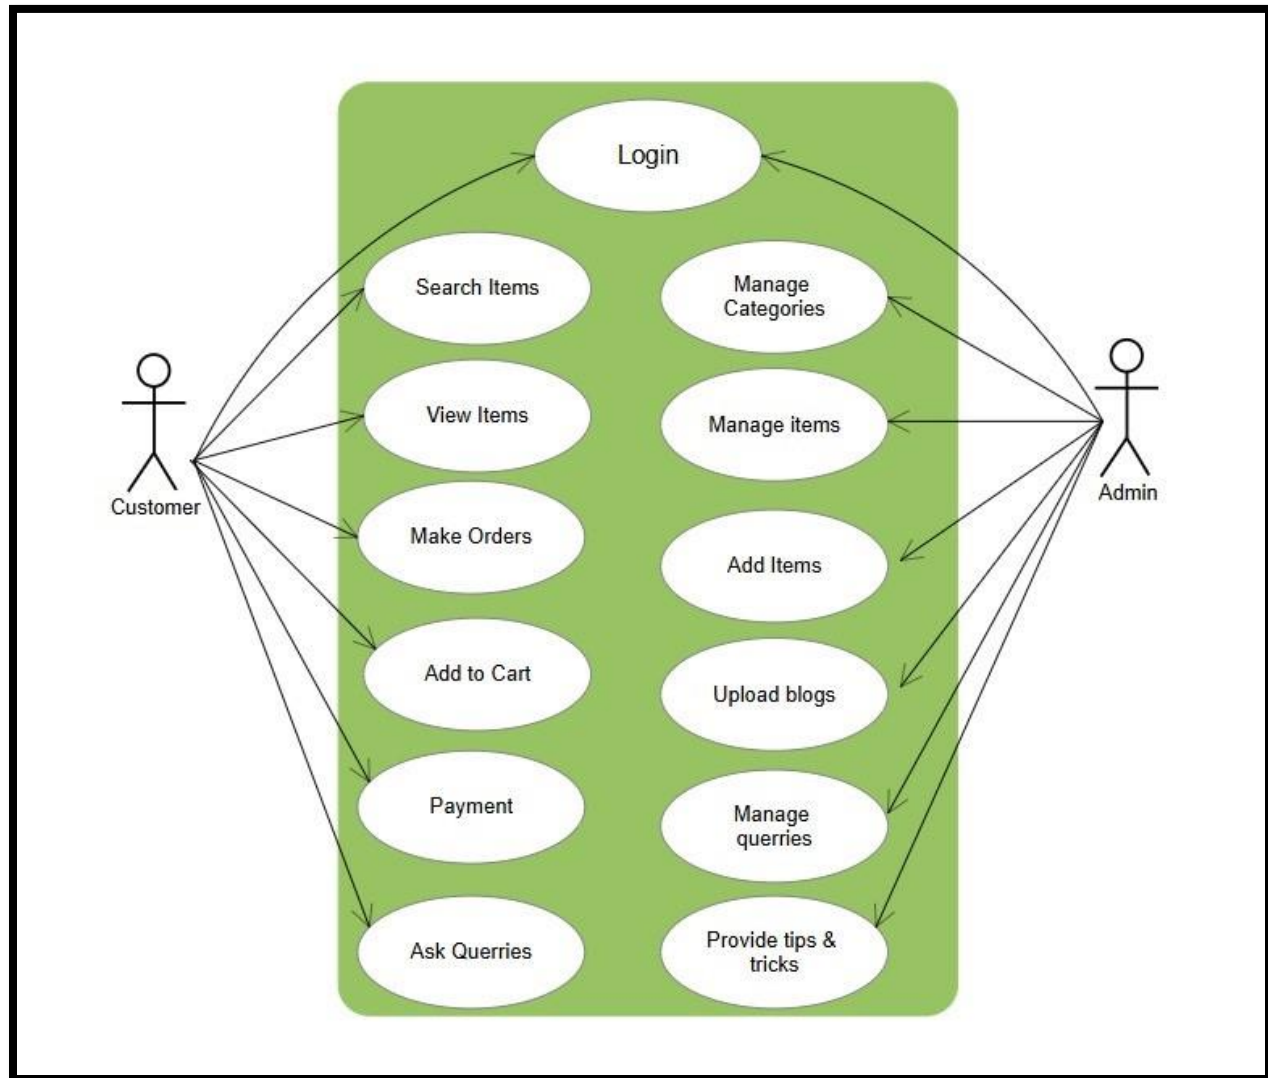 Login
Search Items
View Items
Make Orders
Add to Cart
Payment
Ask Querries
Manage
Categories
Manage items
Add Items
Upload blogs
Manage
querries
Provide tips &
tricks
Customer
Admin